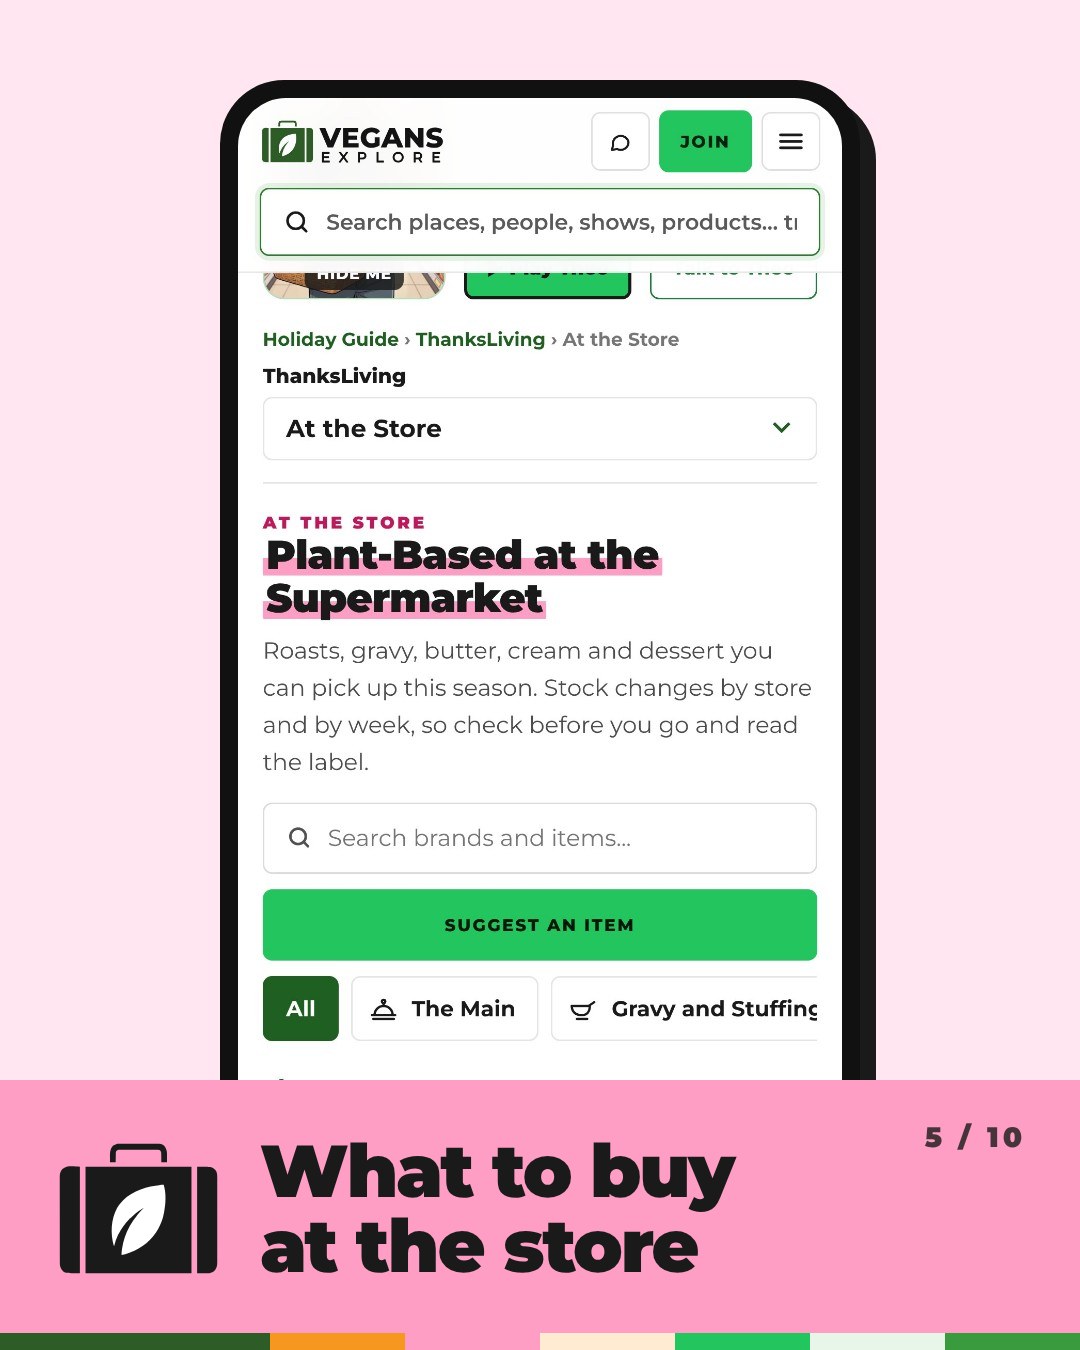 VEGANS
EXPLORE
JOIN
Search places, people, shows, products...
HIDE ME
Holiday Guide › ThanksLiving › At the Store
ThanksLiving
At the Store
AT THE STORE
Plant-Based at the
Supermarket
Roasts, gravy, butter, cream and dessert you
can pick up this season. Stock changes by store
and by week, so check before you go and read
the label.
Search brands and items...
SUGGEST AN ITEM
All
The Main
Gravy and Stuffing
5 / 10
What to buy
at the store